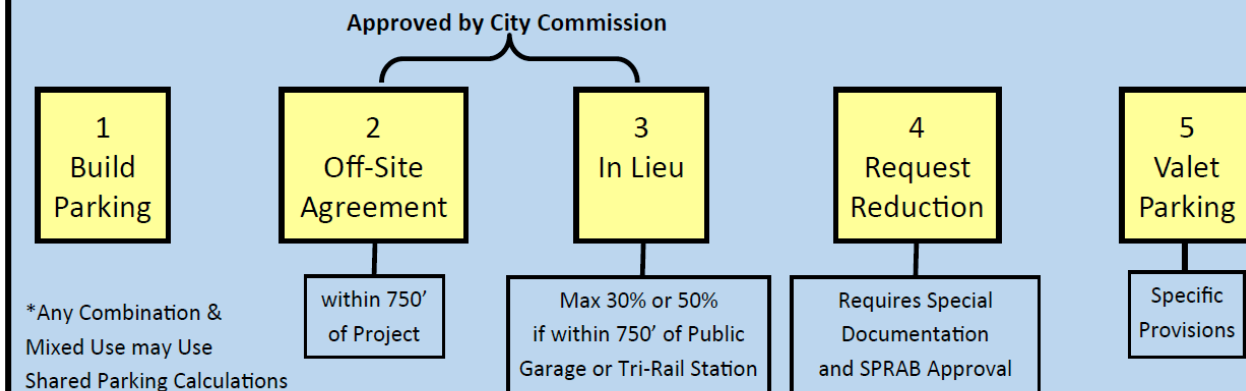 Approved by City Commission
1
Build
Parking
2
Off-Site
Agreement
3
In Lieu
4
Request
Reduction
5
Valet
Parking
within 750’
of Project
Max 30% or 50%
if within 750’ of Public
Garage or Tri-Rail Station
Requires Special
Documentation
and SPRAB Approval
Specific
Provisions
*Any Combination &
Mixed Use may Use
Shared Parking Calculations